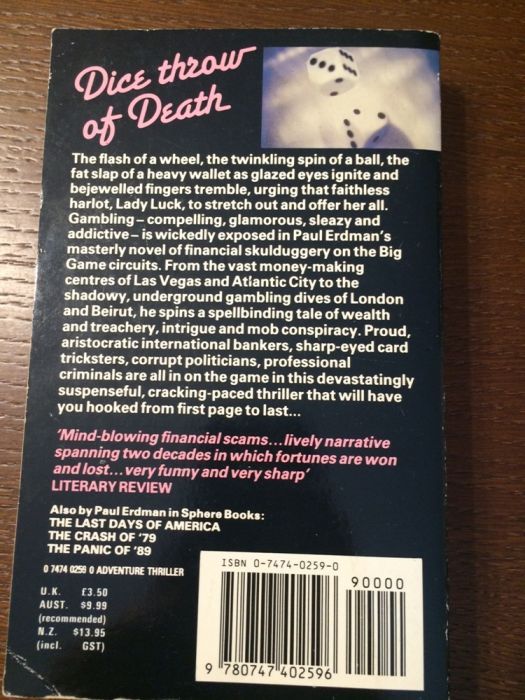 Dice throw
of Death
The flash of a wheel, the twinkling spin of a ball, the
fat slap of a heavy wallet as glazed eyes ignite and
bejewelled fingers tremble, urging that faithless
harlot, Lady Luck, to stretch out and offer her all.
Gambling – compelling, glamorous, sleazy and
addictive – is wickedly exposed in Paul Erdman's
masterly novel of financial skulduggery on the Big
Game circuits. From the vast money-making
centres of Las Vegas and Atlantic City to the
shadowy, underground gambling dives of London
and Beirut, he spins a spellbinding tale of wealth
and treachery, intrigue and mob conspiracy. Proud,
aristocratic international bankers, sharp-eyed card
tricksters, corrupt politicians, professional
criminals are all in on the game in this devastatingly
suspenseful, cracking-paced thriller that will have
you hooked from first page to last...
'Mind-blowing financial scams...lively narrative
spanning two decades in which fortunes are won
and lost...very funny and very sharp'
LITERARY REVIEW
Also by Paul Erdman in Sphere Books:
THE LAST DAYS OF AMERICA
THE CRASH OF '79
THE PANIC OF '89
0 7474 0259 0 ADVENTURE THRILLER
U.K. £3.50
AUST. $9.99
(recommended)
N.Z. $13.95
(incl. GST)
ISBN 0-7474-0259-0
90000
9 780747 402596